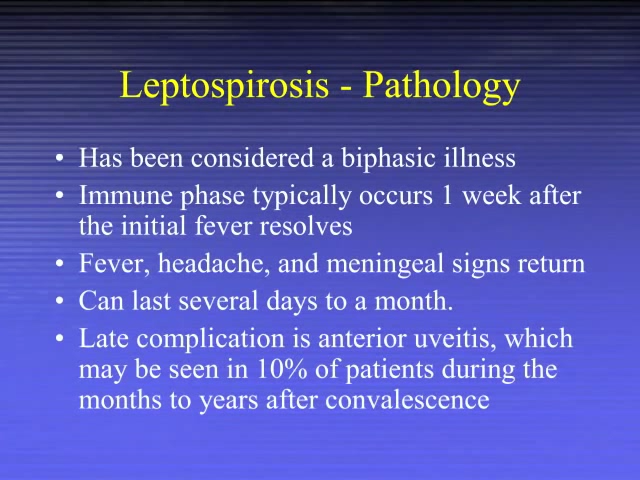 Leptospirosis - Pathology
• Has been considered a biphasic illness
• Immune phase typically occurs 1 week after
the initial fever resolves
• Fever, headache, and meningeal signs return
• Can last several days to a month.
• Late complication is anterior uveitis, which
may be seen in 10% of patients during the
months to years after convalescence